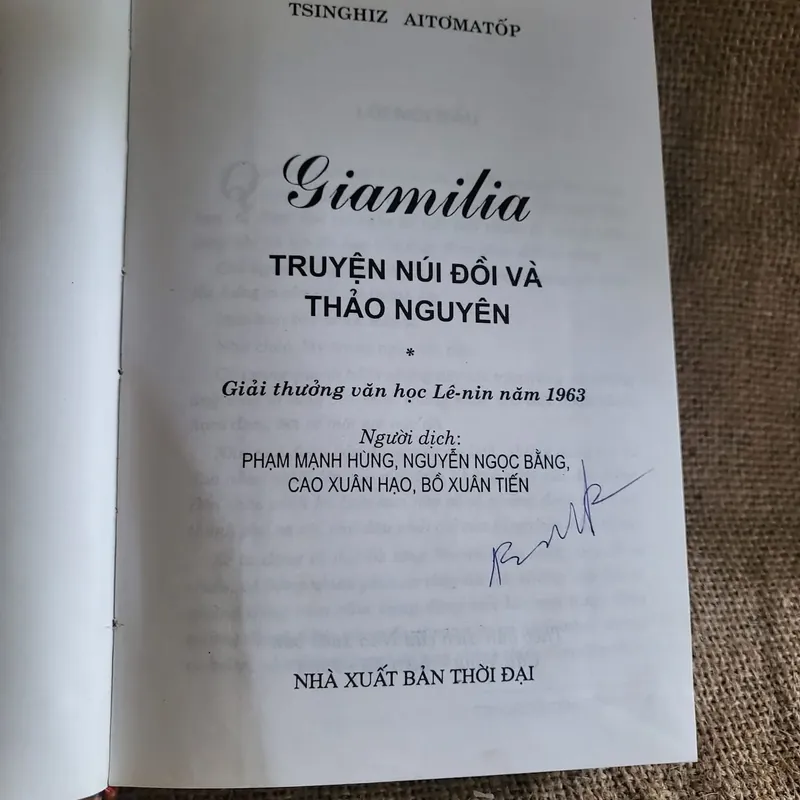 TSINGHIZ AITƠMATỐP
Giamilia
TRUYỆN NÚI ĐỒI VÀ
THẢO NGUYÊN
*
Giải thưởng văn học Lê-nin năm 1963
Người dịch:
PHẠM MẠNH HÙNG, NGUYỄN NGỌC BẰNG,
CAO XUÂN HẠO, BỒ XUÂN TIẾN
NHÀ XUẤT BẢN THỜI ĐẠI